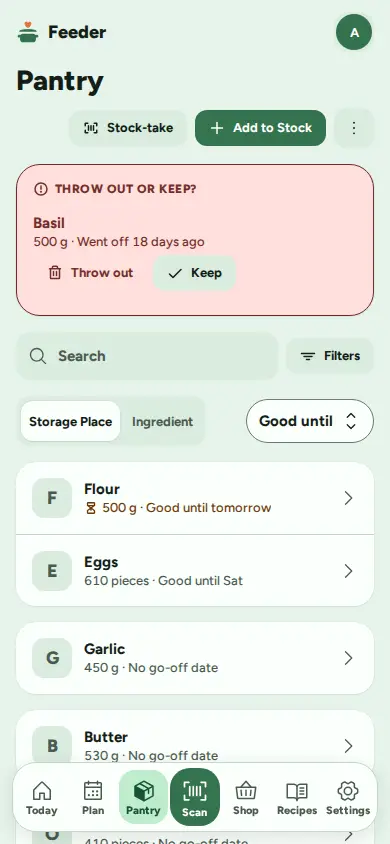 Feeder
A
Pantry
Stock-take
Add to Stock
THROW OUT OR KEEP?
Basil
500 g · Went off 18 days ago
Throw out
Keep
Search
Filters
Storage Place
Ingredient
Good until
F
Flour
500 g · Good until tomorrow
E
Eggs
610 pieces · Good until Sat
G
Garlic
450 g · No go-off date
B
Butter
530 g · No go-off date
Today
Plan
Pantry
Scan
Shop
Recipes
Settings
410 pieces · No go-off date